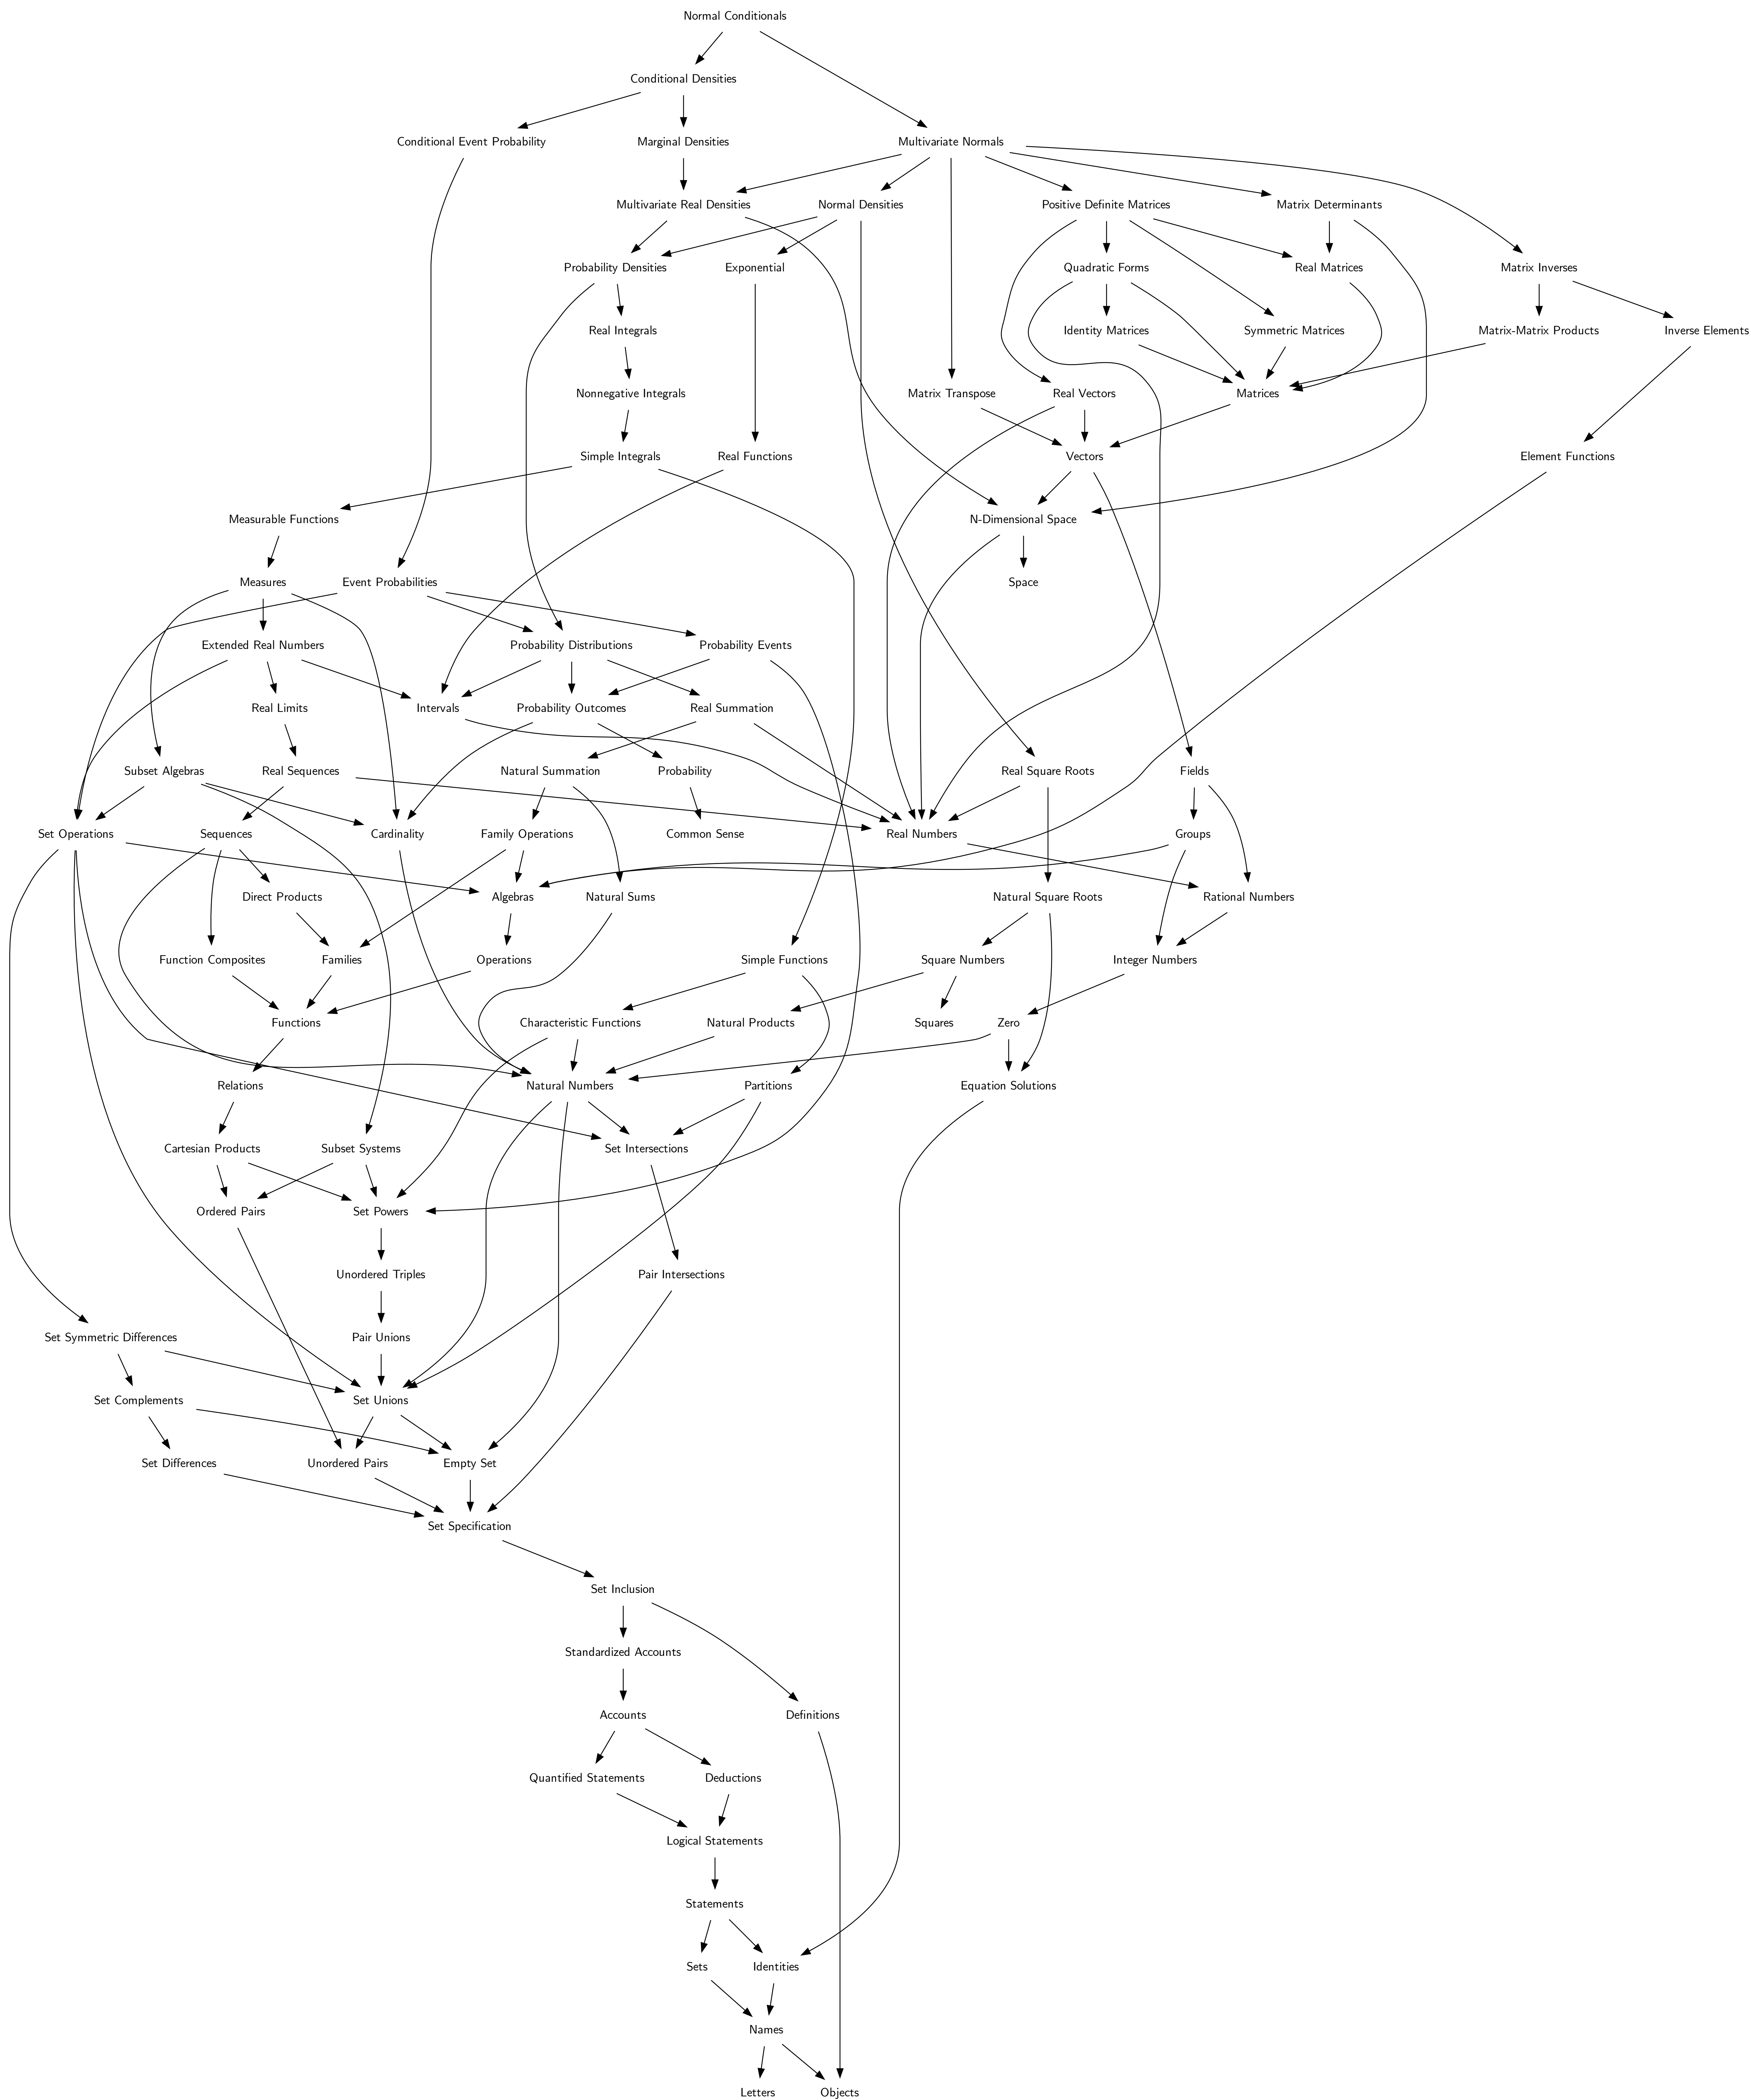 Normal Conditionals
Conditional Densities
Conditional Event Probability
Marginal Densities
Multivariate Normals
Multivariate Real Densities
Normal Densities
Positive Definite Matrices
Matrix Determinants
Probability Densities
Exponential
Quadratic Forms
Real Matrices
Matrix Inverses
Real Integrals
Identity Matrices
Symmetric Matrices
Matrix-Matrix Products
Inverse Elements
Nonnegative Integrals
Matrix Transpose
Real Vectors
Matrices
Simple Integrals
Real Functions
Vectors
Element Functions
Measurable Functions
N-Dimensional Space
Measures
Event Probabilities
Space
Extended Real Numbers
Probability Distributions
Probability Events
Real Limits
Intervals
Probability Outcomes
Real Summation
Subset Algebras
Real Sequences
Natural Summation
Probability
Real Square Roots
Fields
Set Operations
Sequences
Cardinality
Family Operations
Common Sense
Real Numbers
Groups
Direct Products
Algebras
Natural Sums
Natural Square Roots
Rational Numbers
Function Composites
Families
Operations
Simple Functions
Square Numbers
Integer Numbers
Functions
Characteristic Functions
Natural Products
Squares
Zero
Relations
Natural Numbers
Partitions
Equation Solutions
Cartesian Products
Subset Systems
Set Intersections
Ordered Pairs
Set Powers
Unordered Triples
Pair Intersections
Set Symmetric Differences
Pair Unions
Set Complements
Set Unions
Set Differences
Unordered Pairs
Empty Set
Set Specification
Set Inclusion
Standardized Accounts
Accounts
Definitions
Quantified Statements
Deductions
Logical Statements
Statements
Sets
Identities
Names
Letters
Objects